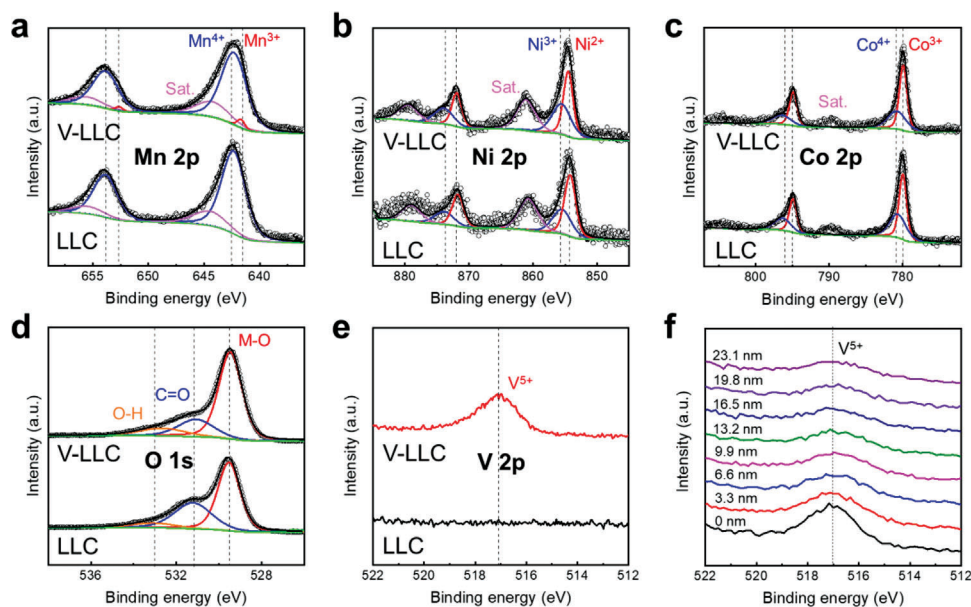 a
Mn4+
Mn3+
Sat.
V-LLC
Mn 2p
LLC
Intensity (a.u.)
655 650 645 640
Binding energy (eV)
b
Ni3+
Ni2+
Sat.
V-LLC
Ni 2p
LLC
Intensity (a.u.)
880 870 860 850
Binding energy (eV)
c
Co4+
Co3+
Sat.
V-LLC
Co 2p
LLC
Intensity (a.u.)
800 790 780
Binding energy (eV)
d
M-O
C=O
O-H
V-LLC
O 1s
LLC
Intensity (a.u.)
536 531 526
Binding energy (eV)
e
V5+
V-LLC
V 2p
LLC
Intensity (a.u.)
522 520 518 516 514 512
Binding energy (eV)
f
V5+
23.1 nm
19.8 nm
16.5 nm
13.2 nm
9.9 nm
6.6 nm
3.3 nm
0 nm
Intensity (a.u.)
522 520 518 516 514 512
Binding energy (eV)